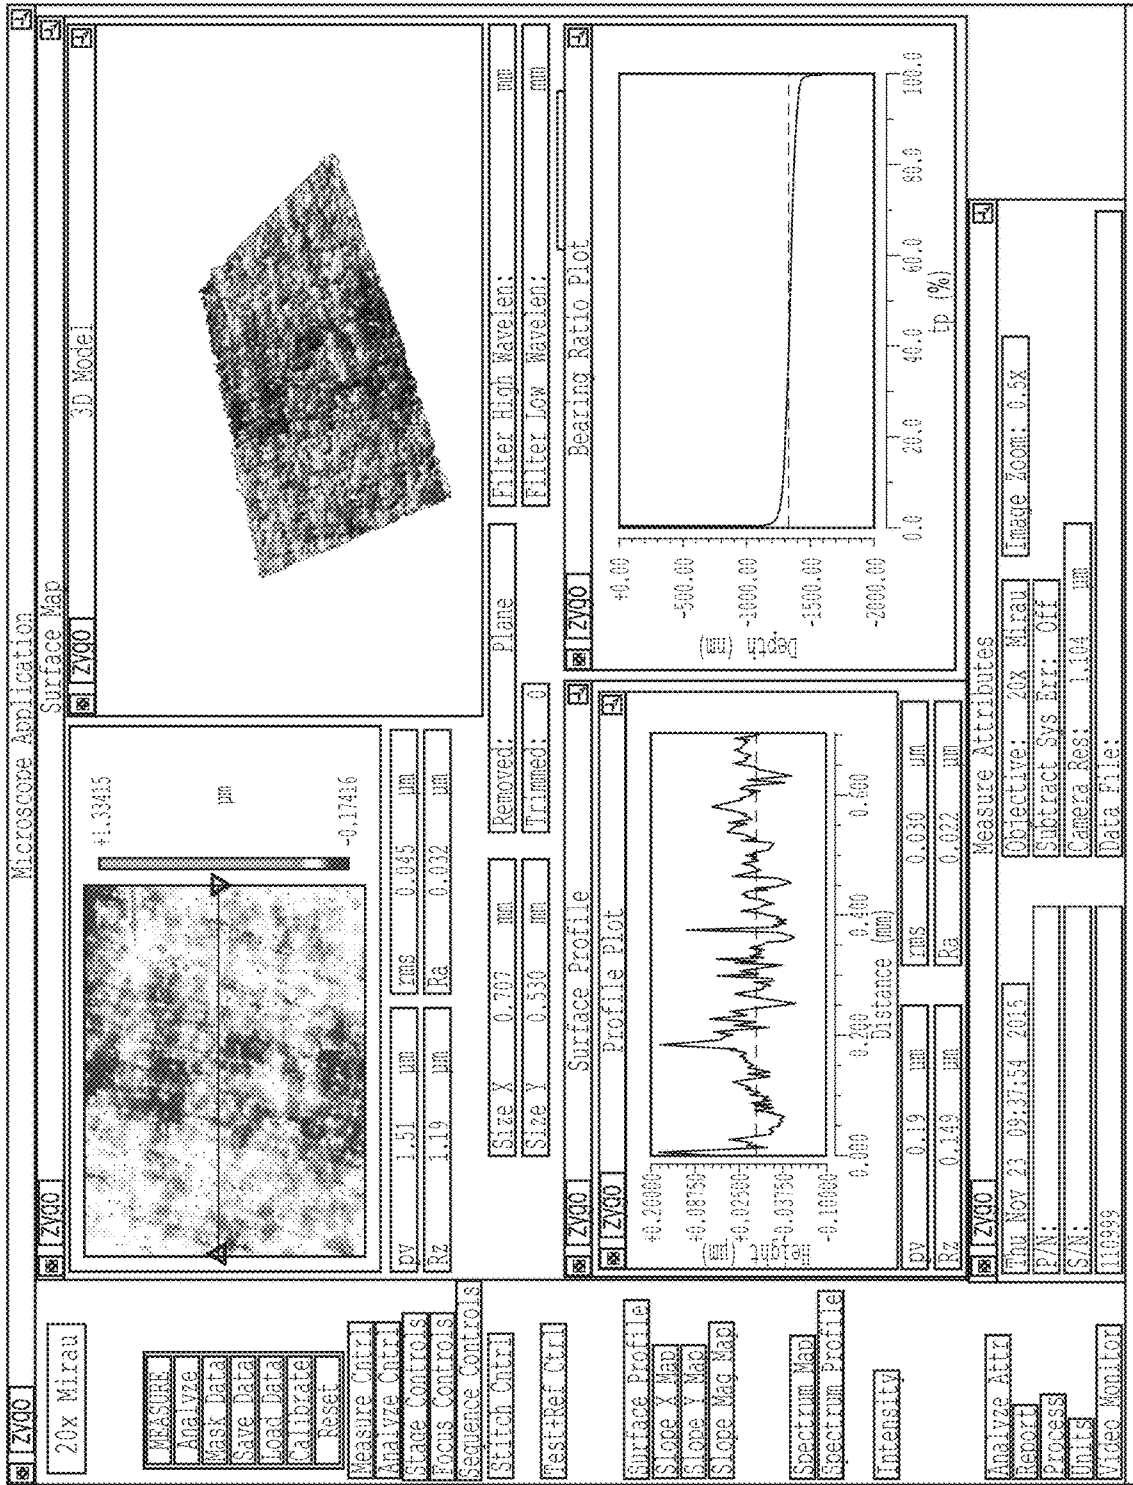 zygo Microscope Application
20x Mirau
MEASURE
Analyze
Mask Data
Save Data
Load Data
Calibrate
Reset
Measure Cntrl
Analyze Cntrl
Stage Controls
Focus Controls
Sequence Controls
Stitch Cntrl
TestRef Ctrl
Surface Profile
Slope X Map
Slope Y Map
Slope Mag Map
Spectrum Map
Spectrum Profile
Intensity
Analyze Attr
Report
Process
Units
Video Monitor
zygo Surface Map
+1.33415
µm
-0.17416
pv 1.51 µm
rms 0.045 µm
Rz 1.19 µm
Ra 0.032 µm
zygo 3D Model
Size X 0.707 mm
Removed: Plane
Filter High Wavelen: mm
Size Y 0.530 mm
Trimmed: 0
Filter Low Wavelen: mm
zygo Surface Profile
zygo Profile Plot
+0.20000
+0.08750
+0.02500
-0.03750
-0.10000
Height (µm)
0.000 0.200 0.400 0.600
Distance (mm)
pv 0.19 µm
rms 0.030 µm
Rz 0.149 µm
Ra 0.022 µm
zygo Bearing Ratio Plot
+0.00
-500.00
-1000.00
-1500.00
-2000.00
Depth (nm)
0.0 20.0 40.0 60.0 80.0 100.0
tp (%)
zygo Measure Attributes
Thu Nov 23 09:37:54 2015
Objective: 20x Mirau
Image Zoom: 0.5X
P/N:
Subtract Sys Err: Off
S/N:
Camera Res: 1.104 µm
118999
Data File: